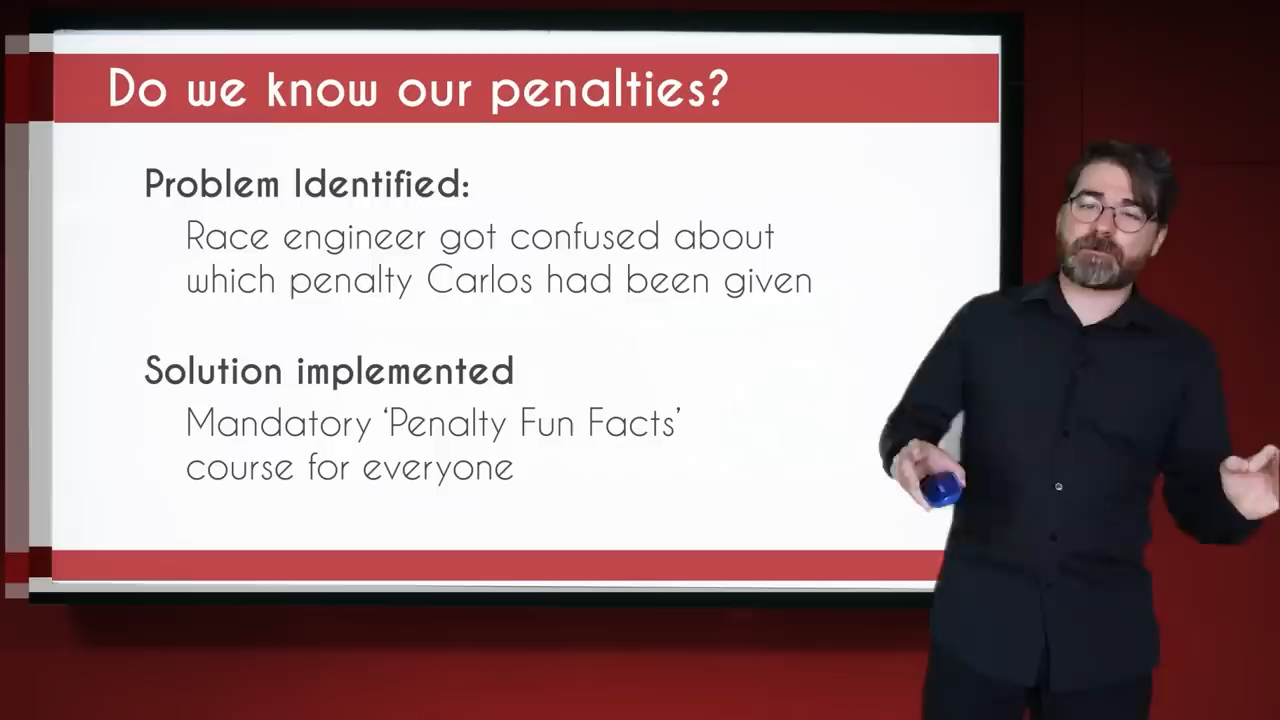 Do we know our penalties?
Problem Identified:
Race engineer got confused about
which penalty Carlos had been given
Solution implemented
Mandatory ‘Penalty Fun Facts’
course for everyone